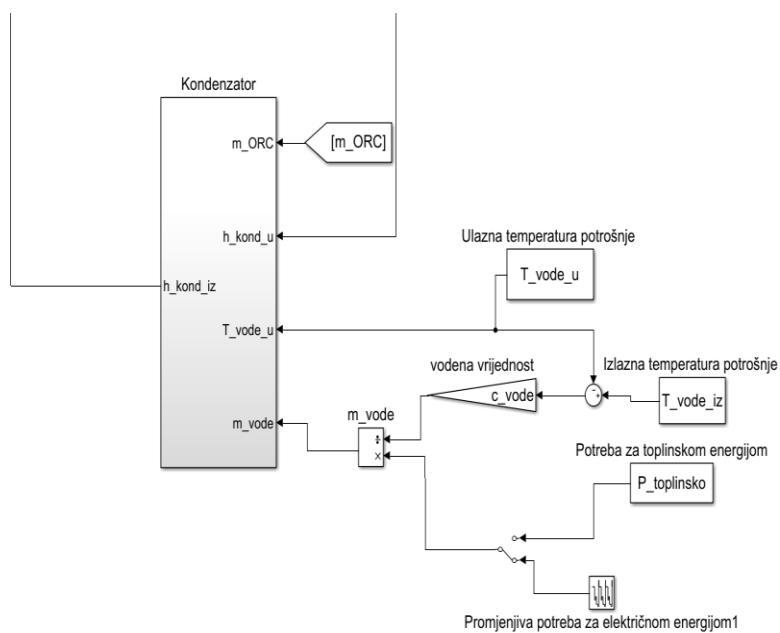 Kondenzator
m_ORC
[m_ORC]
h_kond_u
Ulazna temperatura potrošnje
T_vode_u
h_kond_iz
T_vode_u
vodena vrijednost
Izlazna temperatura potrošnje
c_vode
-
+
T_vode_iz
m_vode
m_vode
÷
x
Potreba za toplinskom energijom
P_toplinsko
Promjenjiva potreba za električnom energijom1